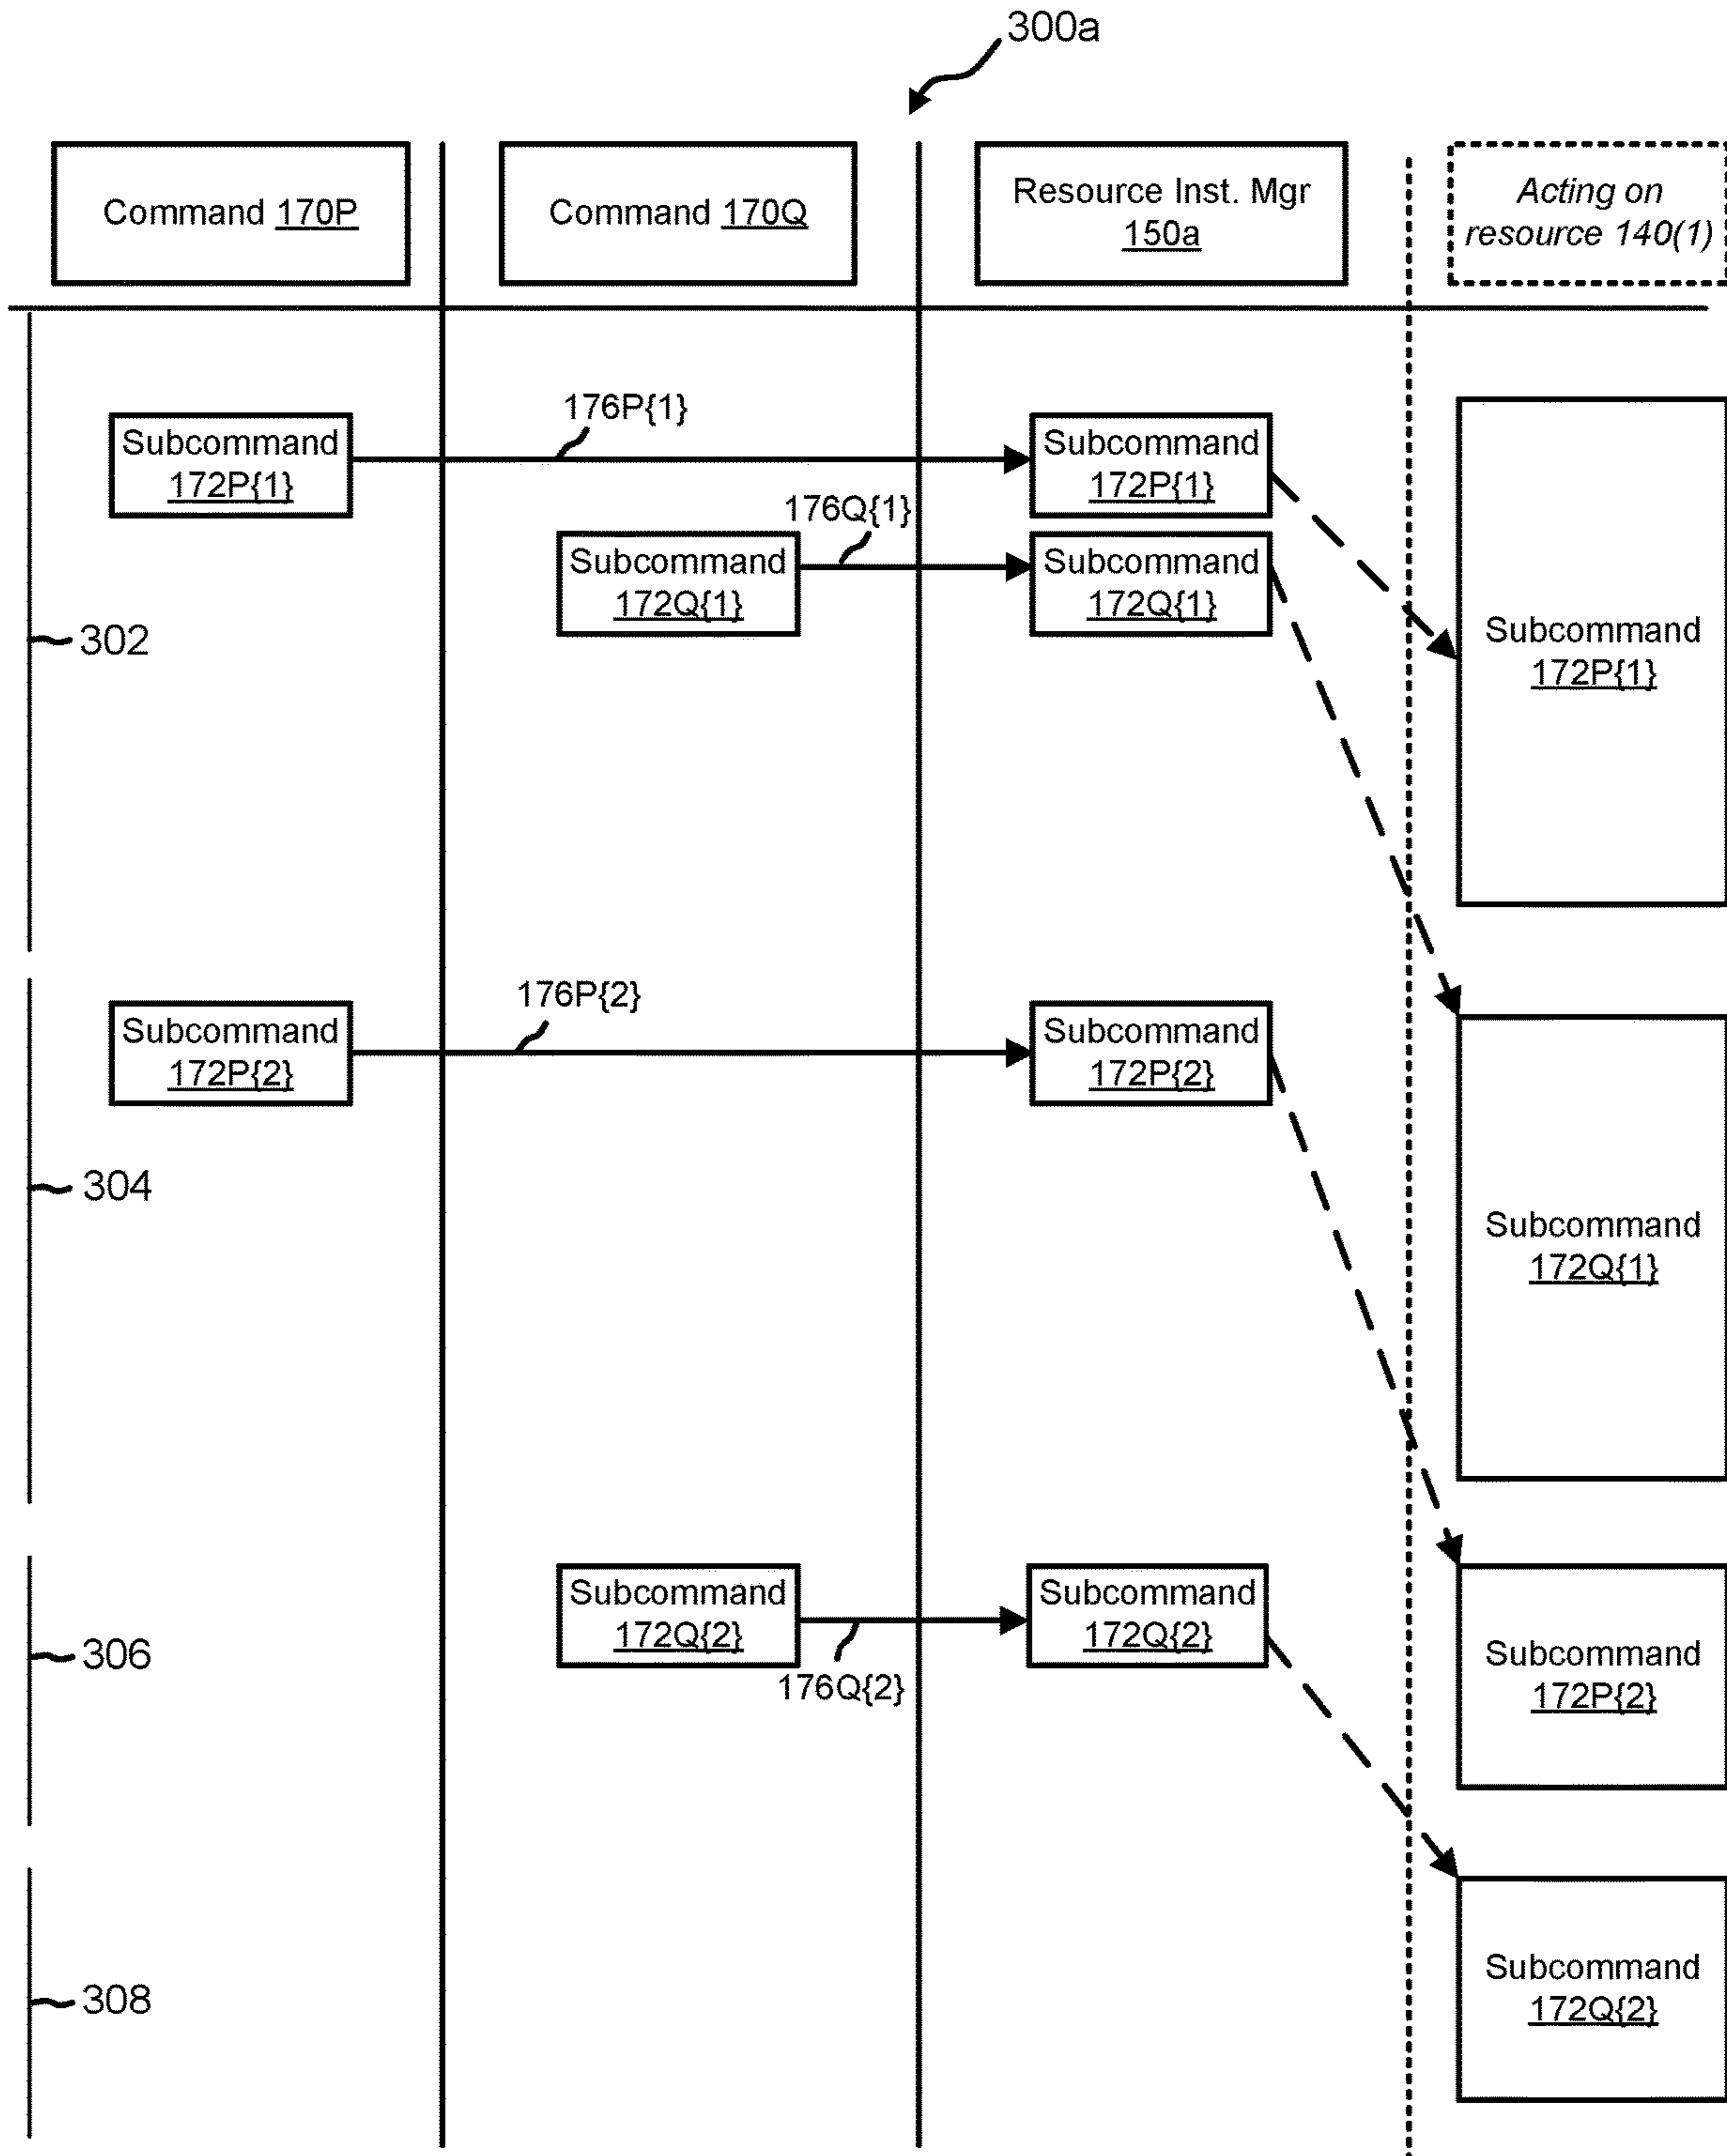 300a
Command 170P
Command 170Q
Resource Inst. Mgr
150a
Acting on
resource 140(1)
176P{1}
Subcommand
172P{1}
Subcommand
172P{1}
176Q{1}
Subcommand
172Q{1}
Subcommand
172Q{1}
Subcommand
172P{1}
302
176P{2}
Subcommand
172P{2}
Subcommand
172P{2}
304
Subcommand
172Q{1}
Subcommand
172Q{2}
Subcommand
172Q{2}
176Q{2}
306
Subcommand
172P{2}
308
Subcommand
172Q{2}